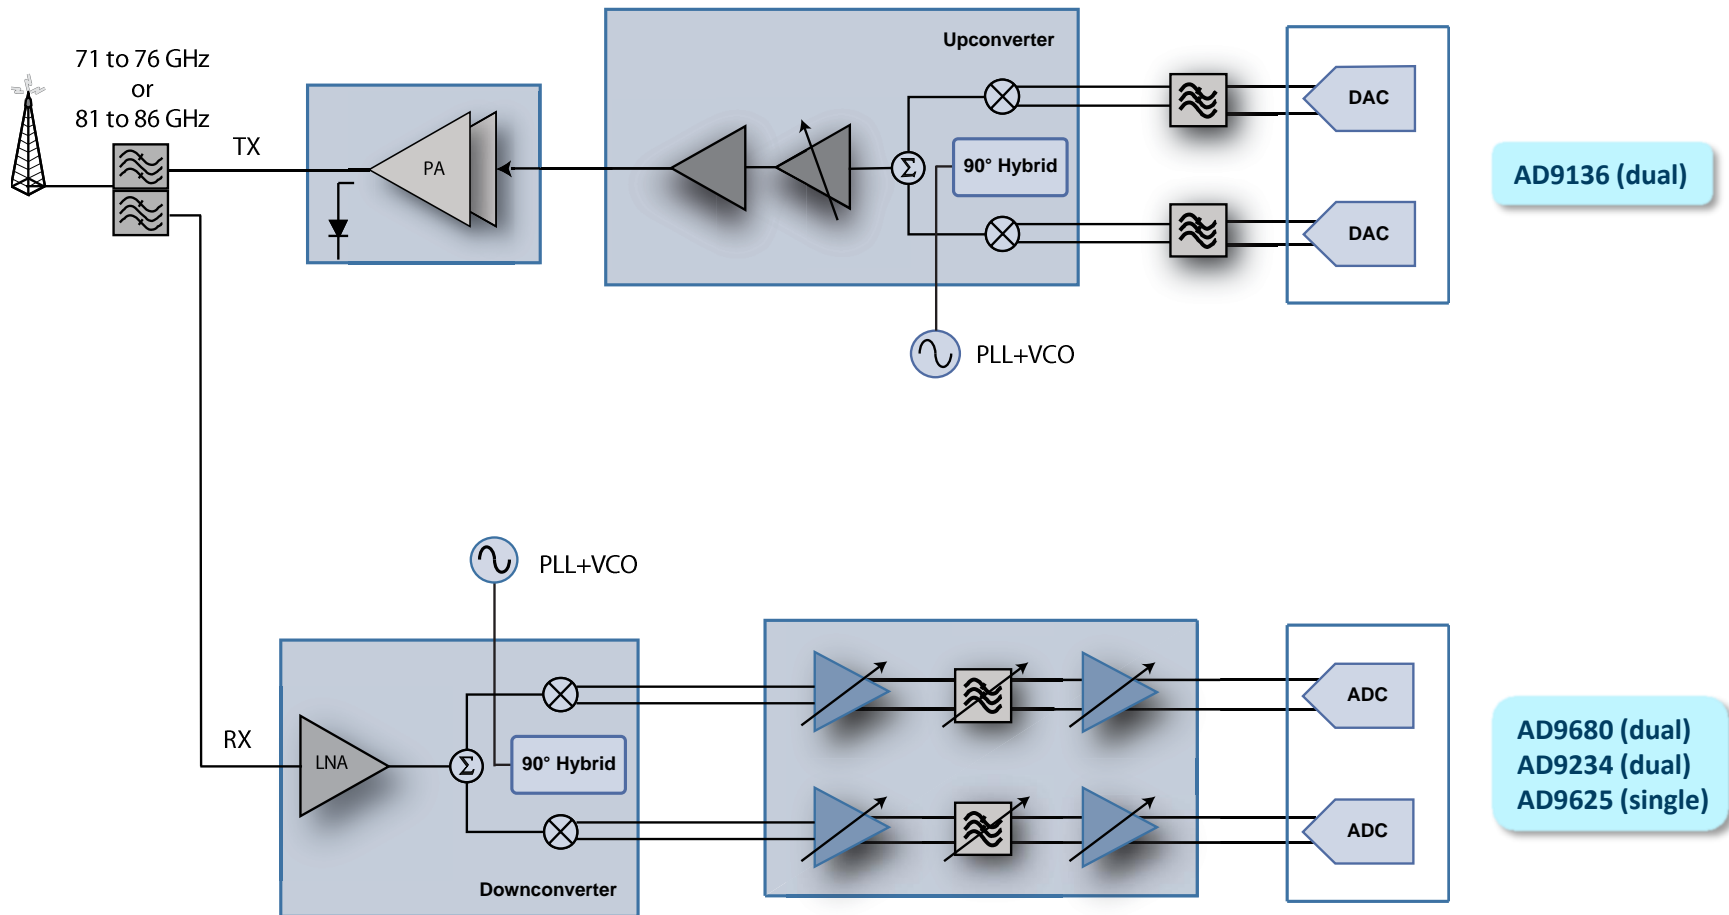 71 to 76 GHz
or
81 to 86 GHz
TX
PA
Upconverter
Σ
90° Hybrid
DAC
DAC
AD9136 (dual)
PLL+VCO
PLL+VCO
RX
LNA
Σ
90° Hybrid
Downconverter
ADC
ADC
AD9680 (dual)
AD9234 (dual)
AD9625 (single)